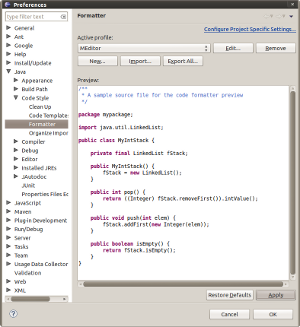 Preferences
type filter text
Formatter
General
Ant
Google
Help
Install/Update
Java
Appearance
Build Path
Code Style
Clean Up
Code Templates
Formatter
Organize Impor
Compiler
Debug
Editor
Installed JREs
JAutodoc
JUnit
Properties Files Ed
JavaScript
Maven
Plug-in Development
Run/Debug
Server
Tasks
Team
Usage Data Collector
Validation
Web
XML
Configure Project Specific Settings...
Active profile:
MEditor
Edit...
Remove
New...
Import...
Export All...
Preview:
/**
* A sample source file for the code formatter preview
*/
package mypackage;
import java.util.LinkedList;
public class MyIntStack {
private final LinkedList fStack;
public MyIntStack() {
fStack = new LinkedList();
}
public int pop() {
return ((Integer) fStack.removeFirst()).intValue();
}
public void push(int elem) {
fStack.addFirst(new Integer(elem));
}
public boolean isEmpty() {
return fStack.isEmpty();
}
}
Restore Defaults
Apply
Cancel
OK